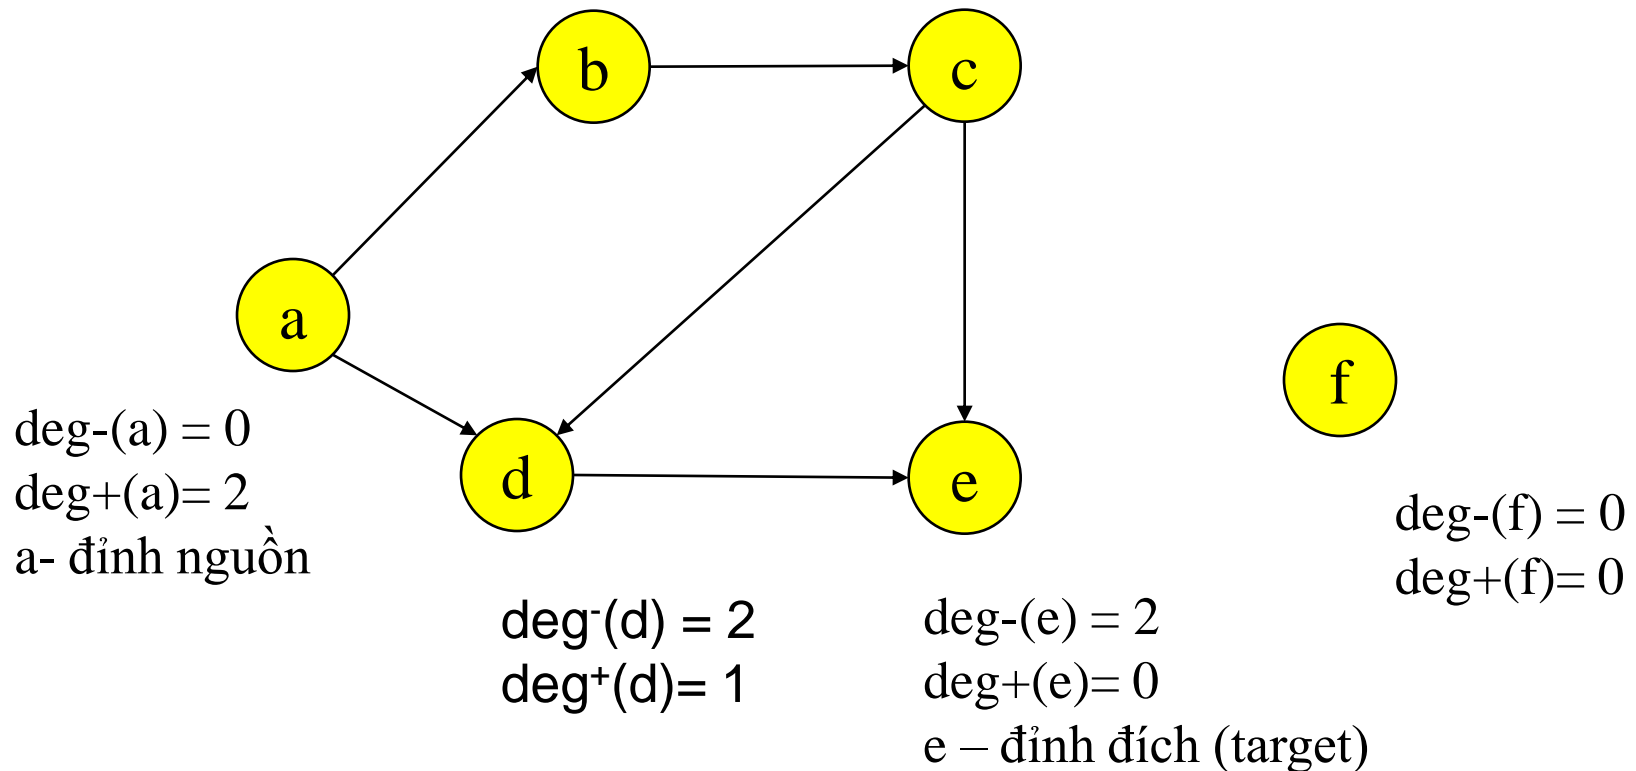 b
c
a
f
d
e
deg-(a) = 0
deg+(a)= 2
a- đỉnh nguồn
deg-(f) = 0
deg+(f)= 0
deg⁻(d) = 2
deg⁺(d)= 1
deg-(e) = 2
deg+(e)= 0
e – đỉnh đích (target)